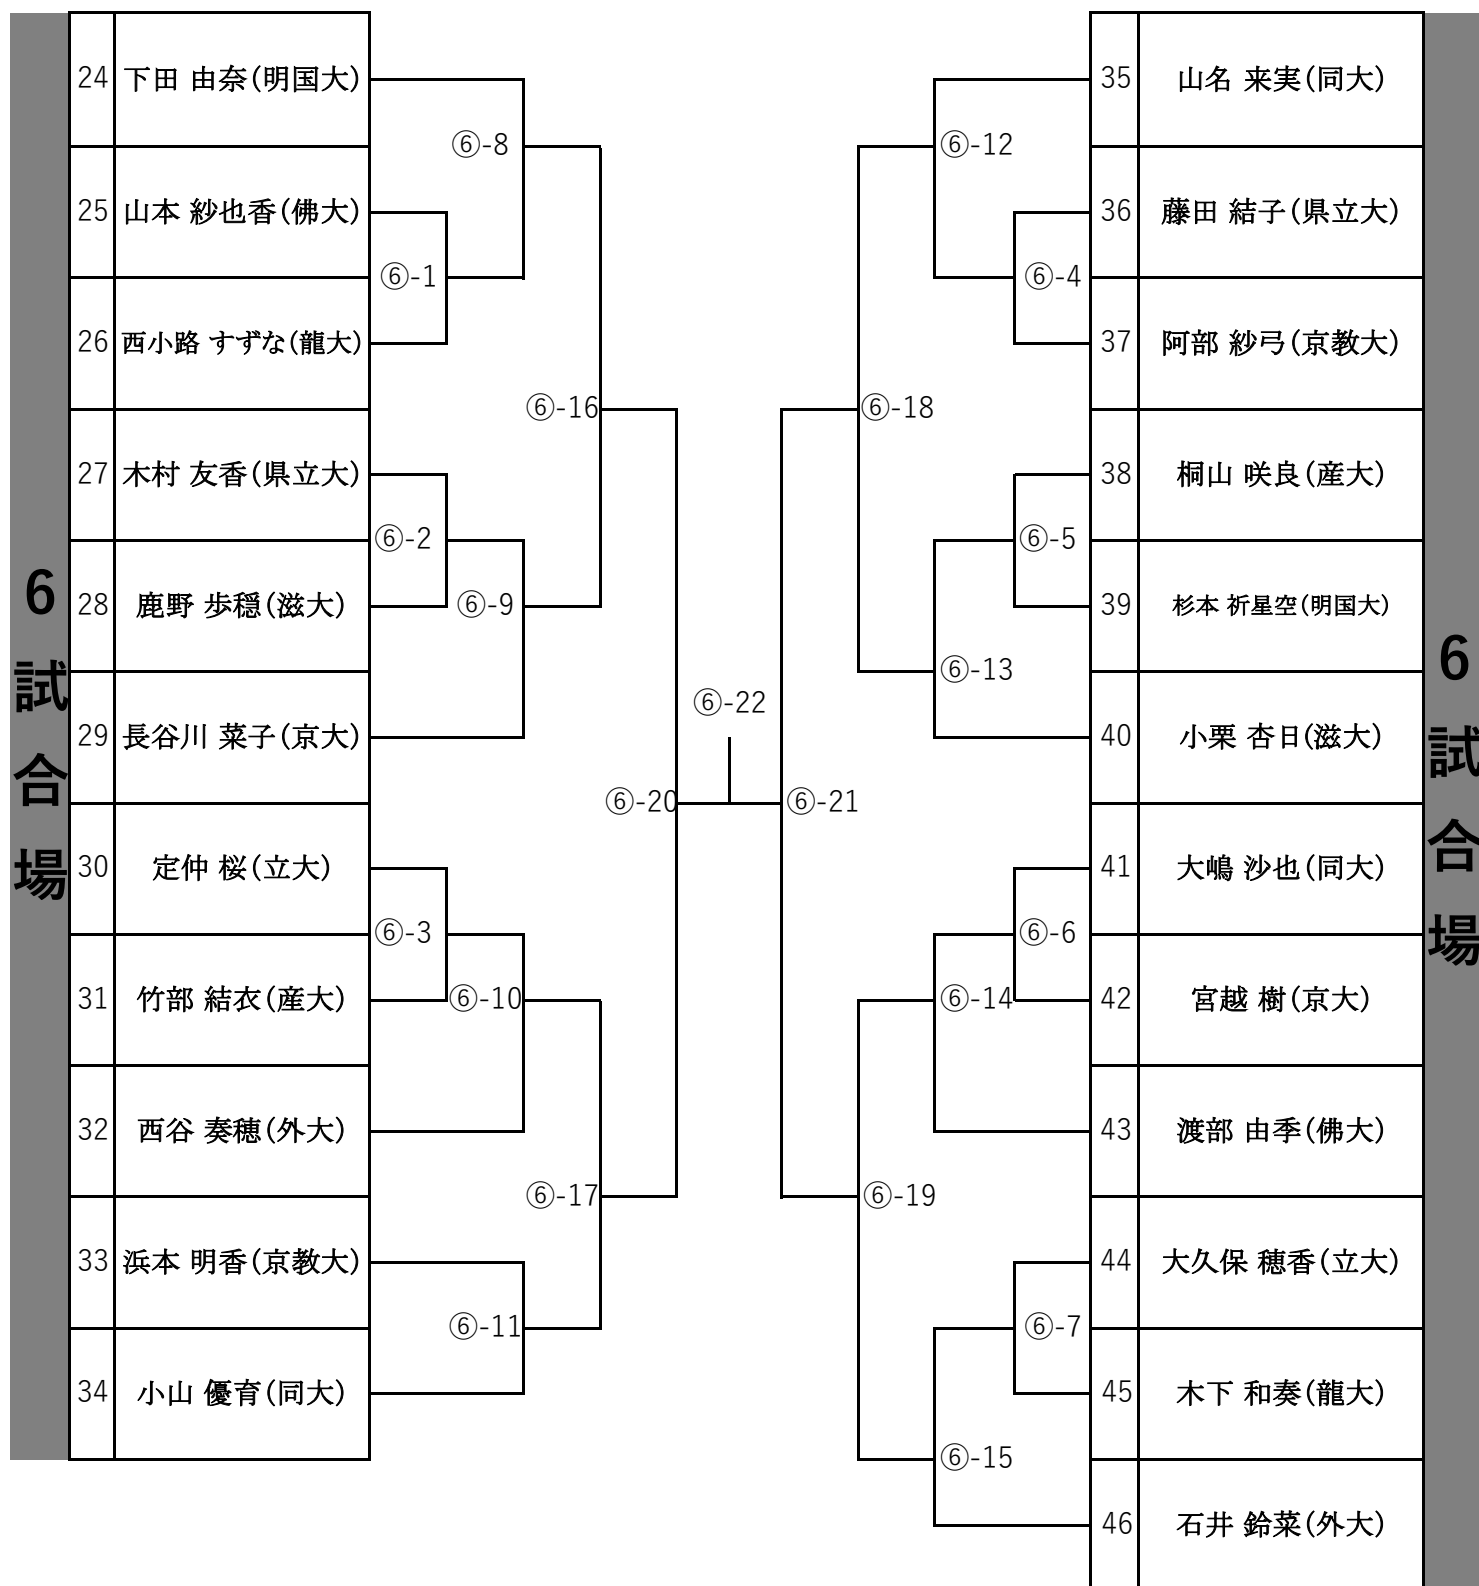 6
試
合
場
24 下田 由奈(明国大)
25 山本 紗也香(佛大)
26 西小路 すずな(龍大)
27 木村 友香(県立大)
28 鹿野 歩穏(滋大)
29 長谷川 菜子(京大)
30 定仲 桜(立大)
31 竹部 結衣(産大)
32 西谷 奏穂(外大)
33 浜本 明香(京教大)
34 小山 優育(同大)
⑥-8
⑥-1
⑥-16
⑥-2
⑥-9
⑥-20
⑥-3
⑥-10
⑥-17
⑥-11
⑥-22
⑥-12
⑥-4
⑥-18
⑥-5
⑥-13
⑥-21
⑥-6
⑥-14
⑥-19
⑥-7
⑥-15
35 山名 来実(同大)
36 藤田 結子(県立大)
37 阿部 紗弓(京教大)
38 桐山 咲良(産大)
39 杉本 祈星空(明国大)
40 小栗 杏日(滋大)
41 大嶋 沙也(同大)
42 宮越 樹(京大)
43 渡部 由季(佛大)
44 大久保 穂香(立大)
45 木下 和奏(龍大)
46 石井 鈴菜(外大)
6
試
合
場